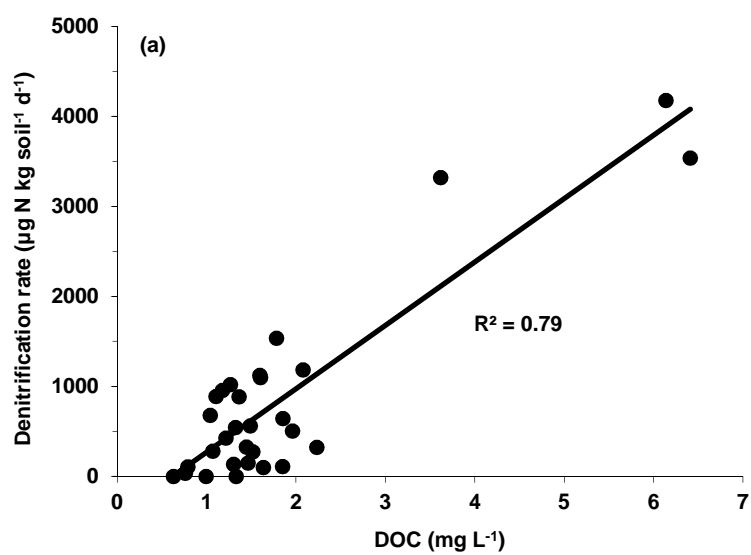 (a)
Denitrification rate (µg N kg soil⁻¹ d⁻¹)
5000
4000
3000
2000
1000
0
R² = 0.79
0 1 2 3 4 5 6 7
DOC (mg L⁻¹)